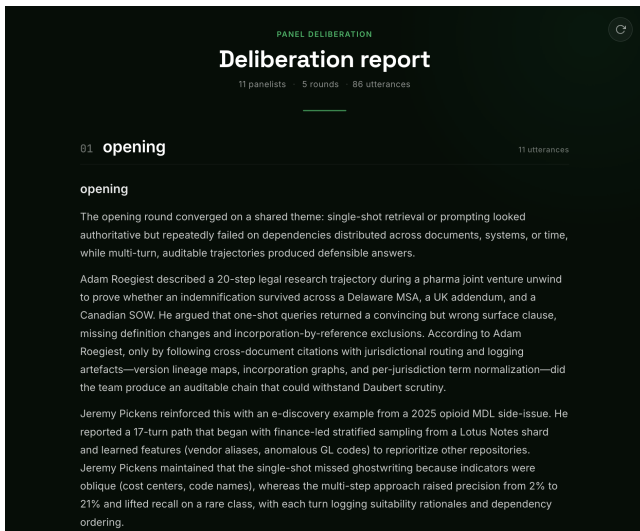 PANEL DELIBERATION
Deliberation report
11 panelists · 5 rounds · 86 utterances
01 opening 11 utterances
opening
The opening round converged on a shared theme: single-shot retrieval or prompting looked
authoritative but repeatedly failed on dependencies distributed across documents, systems, or time,
while multi-turn, auditable trajectories produced defensible answers.
Adam Roegiest described a 20-step legal research trajectory during a pharma joint venture unwind
to prove whether an indemnification survived across a Delaware MSA, a UK addendum, and a
Canadian SOW. He argued that one-shot queries returned a convincing but wrong surface clause,
missing definition changes and incorporation-by-reference exclusions. According to Adam
Roegiest, only by following cross-document citations with jurisdictional routing and logging
artefacts—version lineage maps, incorporation graphs, and per-jurisdiction term normalization—did
the team produce an auditable chain that could withstand Daubert scrutiny.
Jeremy Pickens reinforced this with an e-discovery example from a 2025 opioid MDL side-issue. He
reported a 17-turn path that began with finance-led stratified sampling from a Lotus Notes shard
and learned features (vendor aliases, anomalous GL codes) to reprioritize other repositories.
Jeremy Pickens maintained that the single-shot missed ghostwriting because indicators were
oblique (cost centers, code names), whereas the multi-step approach raised precision from 2% to
21% and lifted recall on a rare class, with each turn logging suitability rationales and dependency
ordering.